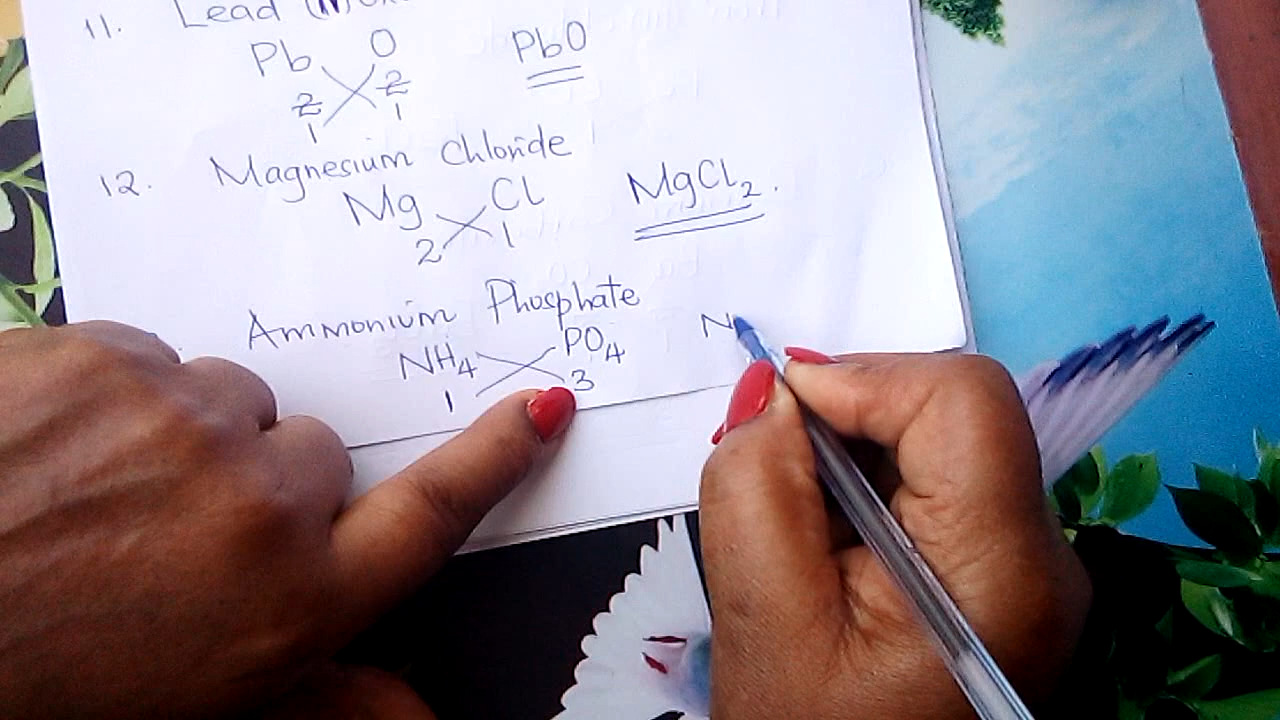 11. Lead (II)
Pb O PbO
2 2
1 1
12. Magnesium Chloride
Mg Cl MgCl2.
2 1
Ammonium Phosphate
NH4 PO4 N
1 3